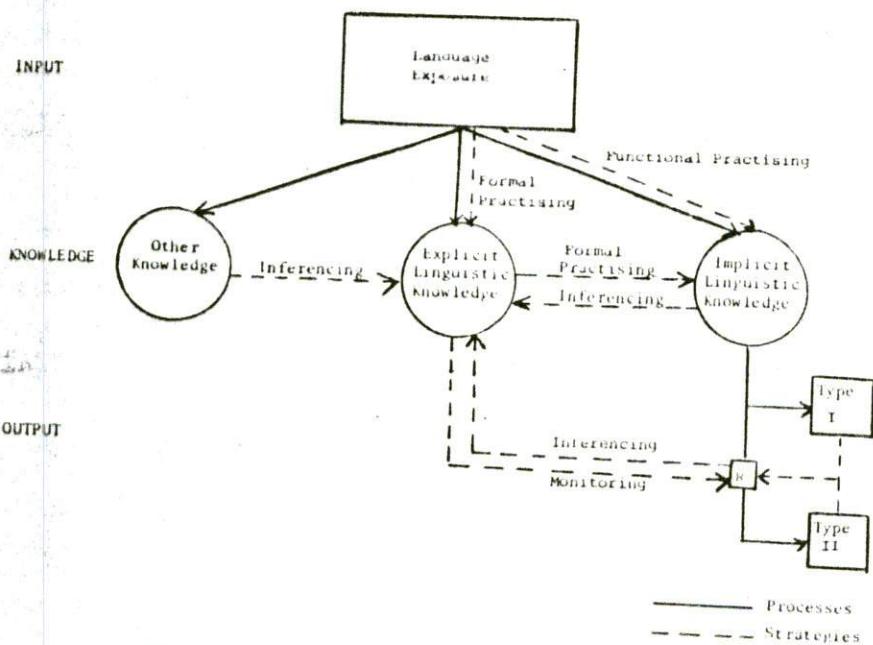 INPUT
Language
Exposure
Functional Practising
Formal
Practising
KNOWLEDGE
Other
Knowledge
Inferencing
Explicit
Linguistic
Knowledge
Formal
Practising
Inferencing
Implicit
Linguistic
Knowledge
Type
I
OUTPUT
Inferencing
Monitoring
R
Type
II
Processes
Strategies